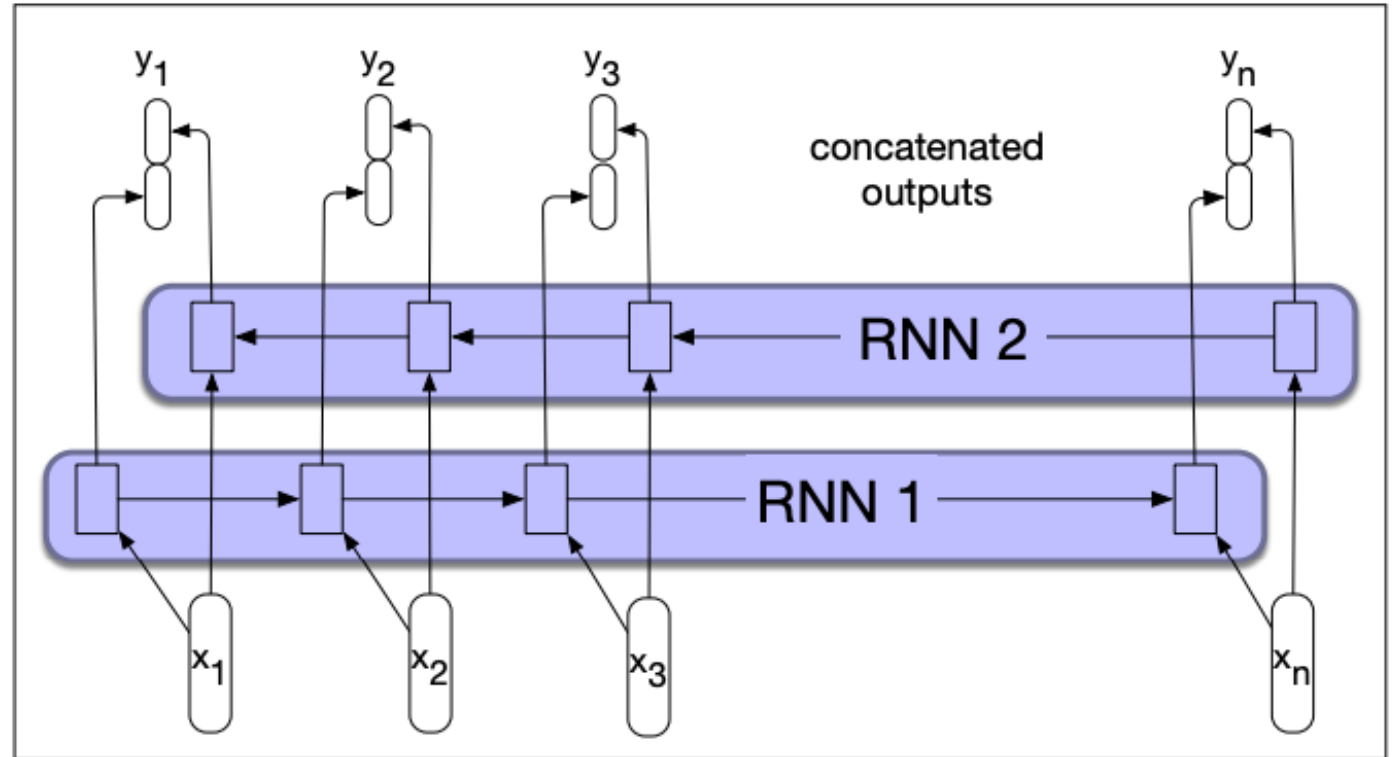 y1 y2 y3 yn
concatenated
outputs
RNN 2
RNN 1
x1 x2 x3 xn